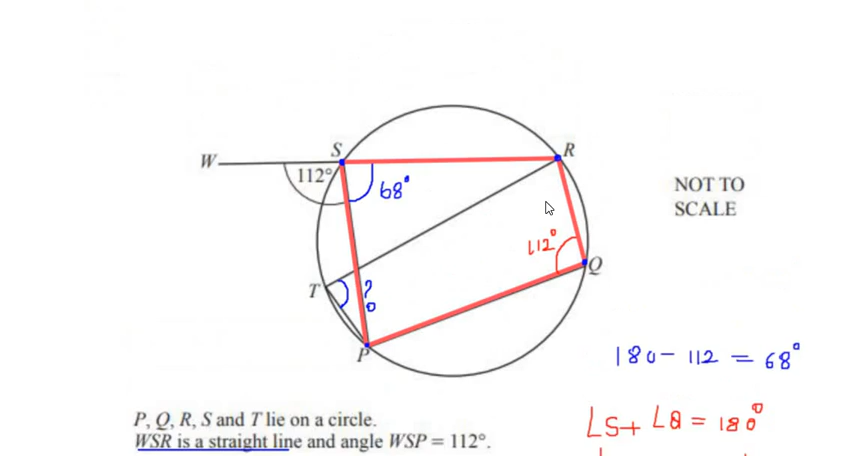 W
S
R
112°
68°
NOT TO
SCALE
112°
Q
T
?
P
180 - 112 = 68°
P, Q, R, S and T lie on a circle.
WSR is a straight line and angle WSP = 112°.
∠S + ∠Q = 180°